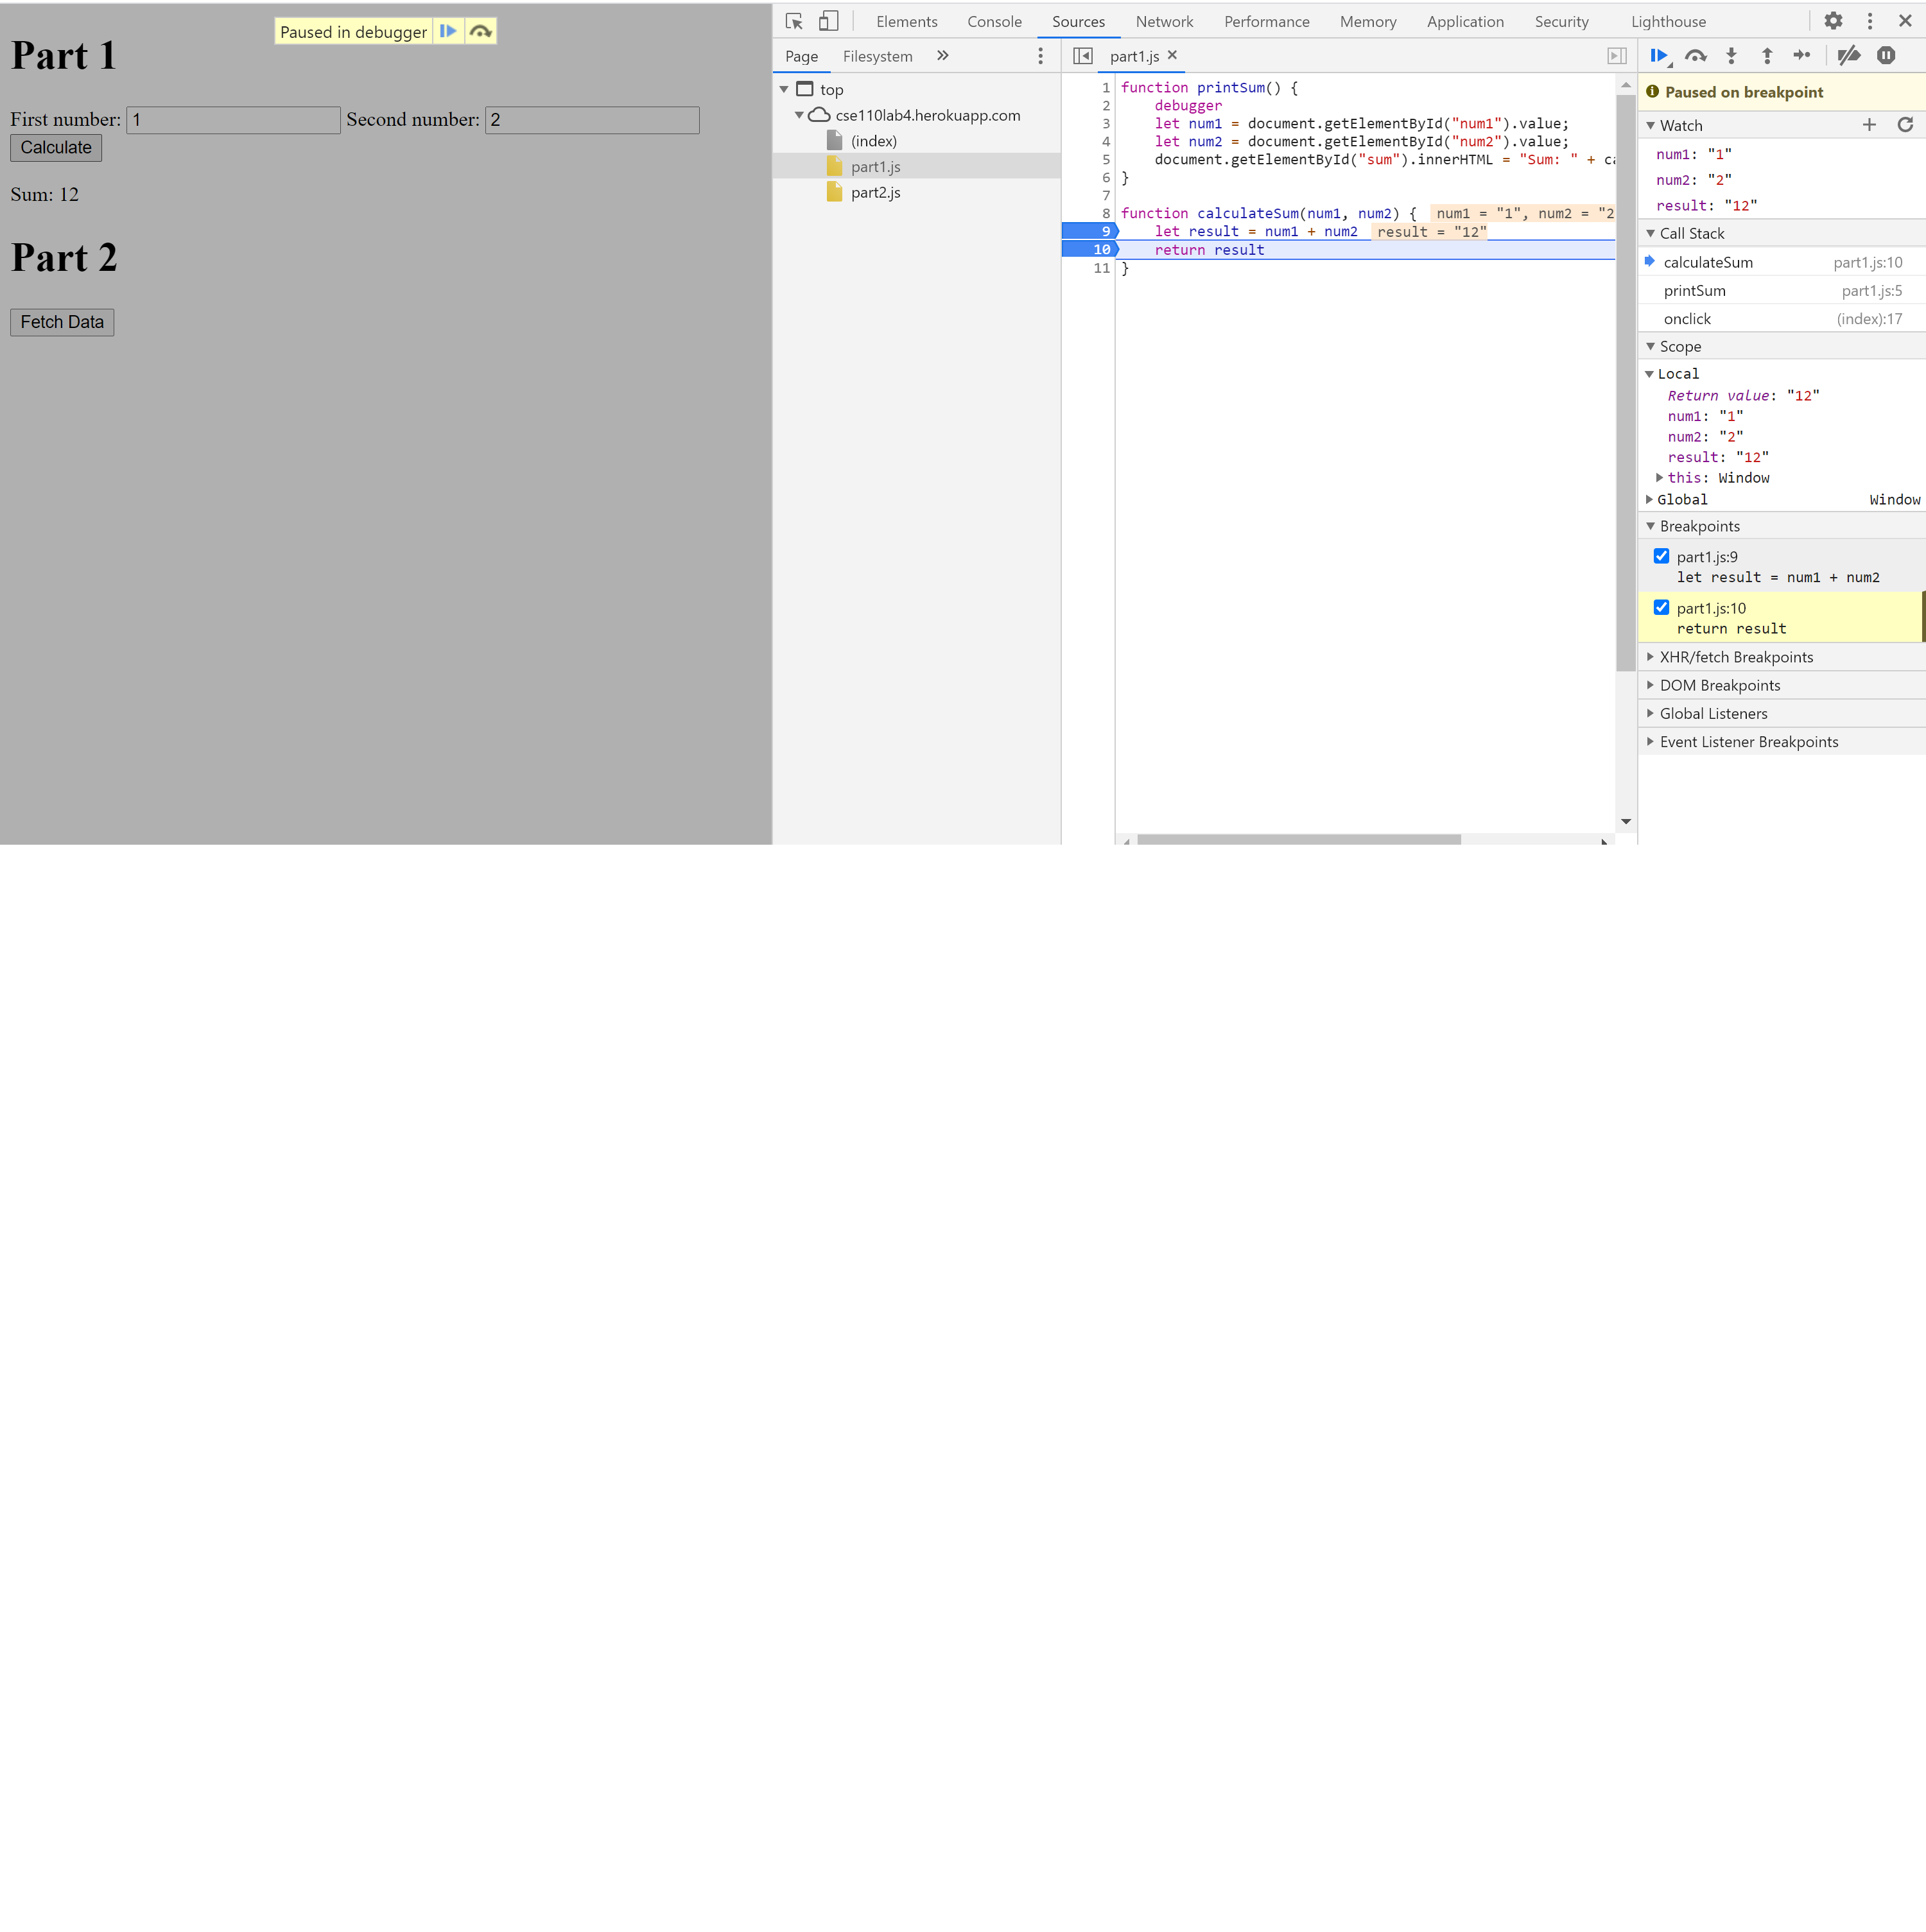 Paused in debugger
Part 1
First number: 1 Second number: 2
Calculate
Sum: 12
Part 2
Fetch Data
Elements Console Sources Network Performance Memory Application Security Lighthouse
Page Filesystem »
top
cse110lab4.herokuapp.com
(index)
part1.js
part2.js
part1.js ×
1 function printSum() {
2 debugger
3 let num1 = document.getElementById("num1").value;
4 let num2 = document.getElementById("num2").value;
5 document.getElementById("sum").innerHTML = "Sum: " + ca
6 }
7
8 function calculateSum(num1, num2) { num1 = "1", num2 = "2
9 let result = num1 + num2 result = "12"
10 return result
11 }
Paused on breakpoint
Watch
num1: "1"
num2: "2"
result: "12"
Call Stack
calculateSum part1.js:10
printSum part1.js:5
onclick (index):17
Scope
Local
Return value: "12"
num1: "1"
num2: "2"
result: "12"
this: Window
Global Window
Breakpoints
part1.js:9
let result = num1 + num2
part1.js:10
return result
XHR/fetch Breakpoints
DOM Breakpoints
Global Listeners
Event Listener Breakpoints